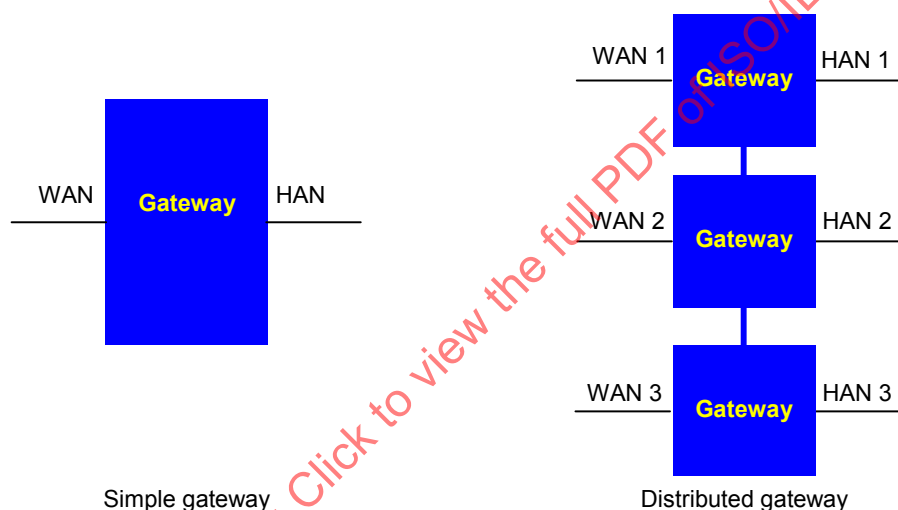 WAN
Gateway
HAN
Simple gateway
WAN 1
Gateway
HAN 1
WAN 2
Gateway
HAN 2
WAN 3
Gateway
HAN 3
Distributed gateway
Click to view the full PDF of ISO/IE